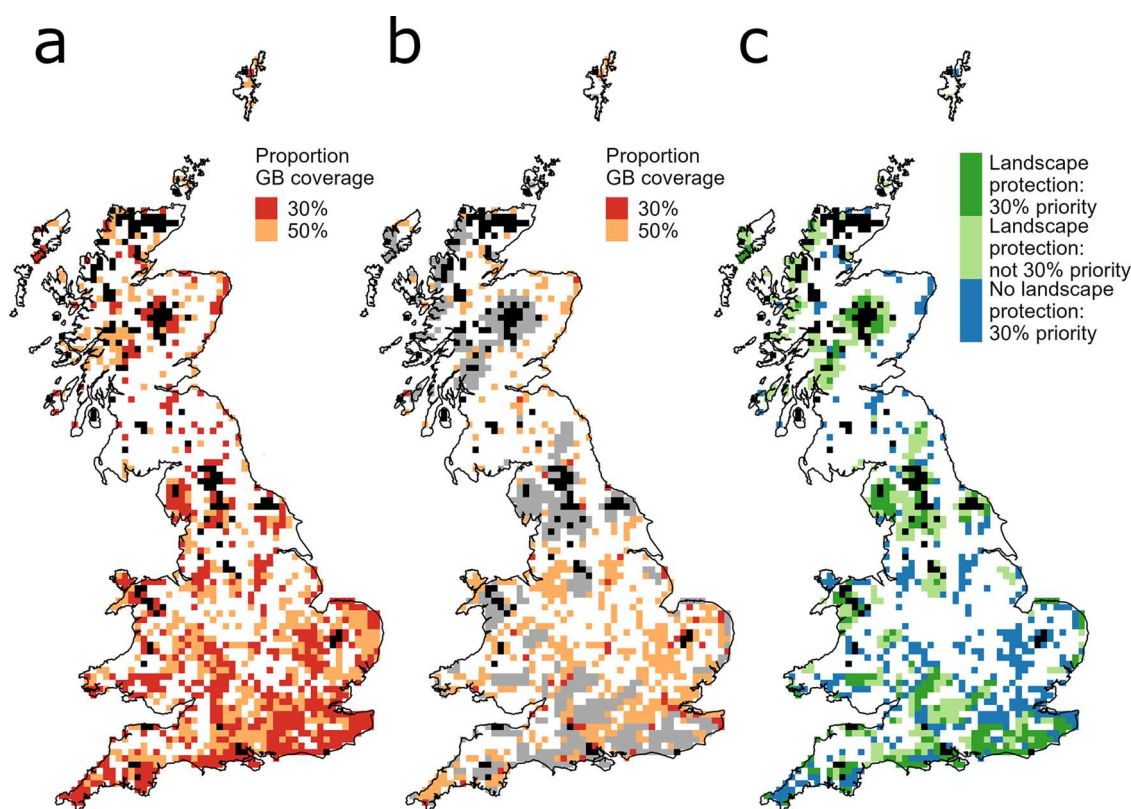 a
b
c
Proportion
GB coverage
30%
50%
Proportion
GB coverage
30%
50%
Landscape
protection:
30% priority
Landscape
protection:
not 30% priority
No landscape
protection:
30% priority